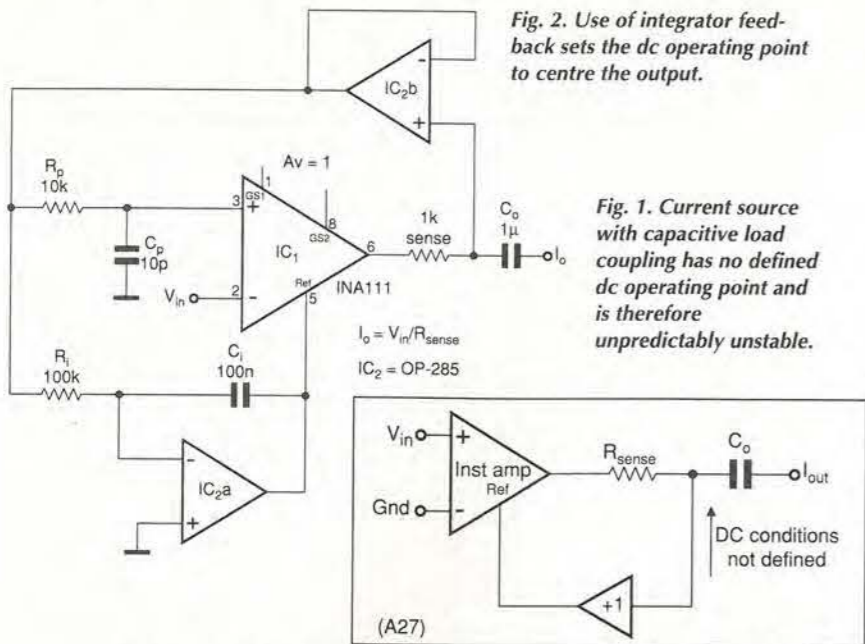 Fig. 2. Use of integrator feed-
back sets the dc operating point
to centre the output.
IC2b
-
+
Rp
10k
Av = 1
1
GS1
3
+
8
GS2
Cp
10p
IC1
6
1k
sense
Co
1µ
Io
Vin
2
-
Ref
5
INA111
Fig. 1. Current source
with capacitive load
coupling has no defined
dc operating point and
is therefore
unpredictably unstable.
Io = Vin/Rsense
IC2 = OP-285
Ri
100k
Ci
100n
-
IC2a
+
Vin
+
Inst amp
Ref
Gnd
-
Rsense
Co
Iout
DC conditions
not defined
+1
(A27)